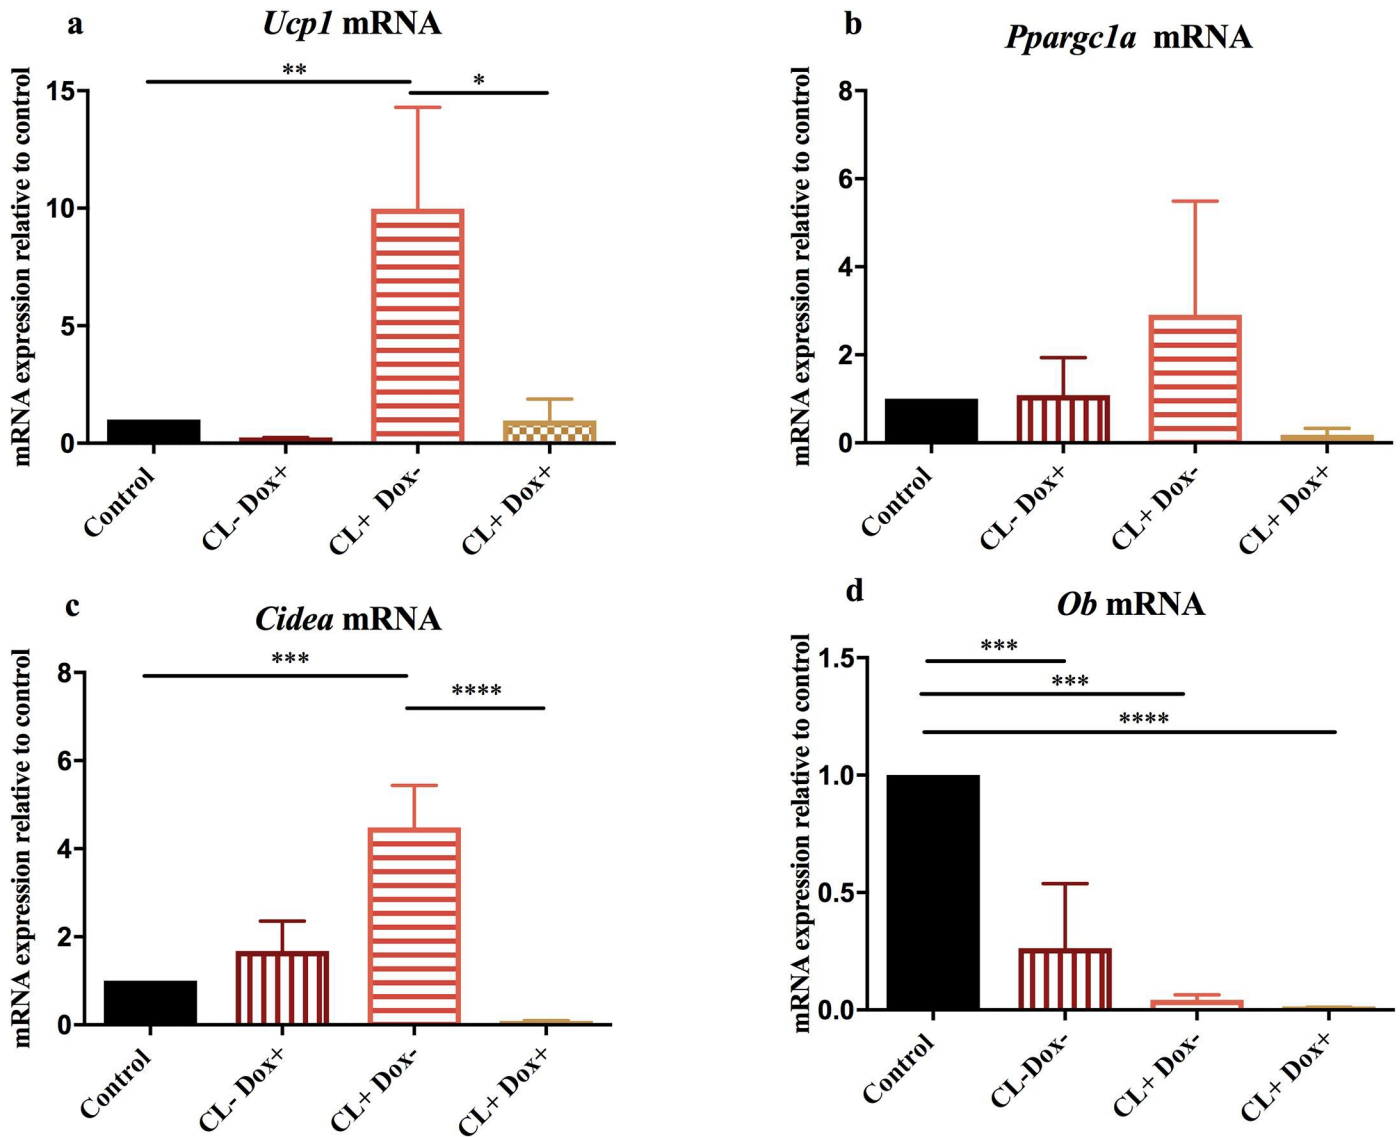 a
Ucp1 mRNA
mRNA expression relative to control
15
10
5
0
**
*
Control
CL- Dox+
CL+ Dox-
CL+ Dox+
b
Ppargc1a mRNA
mRNA expression relative to control
8
6
4
2
0
Control
CL- Dox+
CL+ Dox-
CL+ Dox+
c
Cidea mRNA
mRNA expression relative to control
8
6
4
2
0
***
****
Control
CL- Dox+
CL+ Dox-
CL+ Dox+
d
Ob mRNA
mRNA expression relative to control
1.5
1.0
0.5
0.0
***
***
****
Control
CL-Dox-
CL+ Dox-
CL+ Dox+